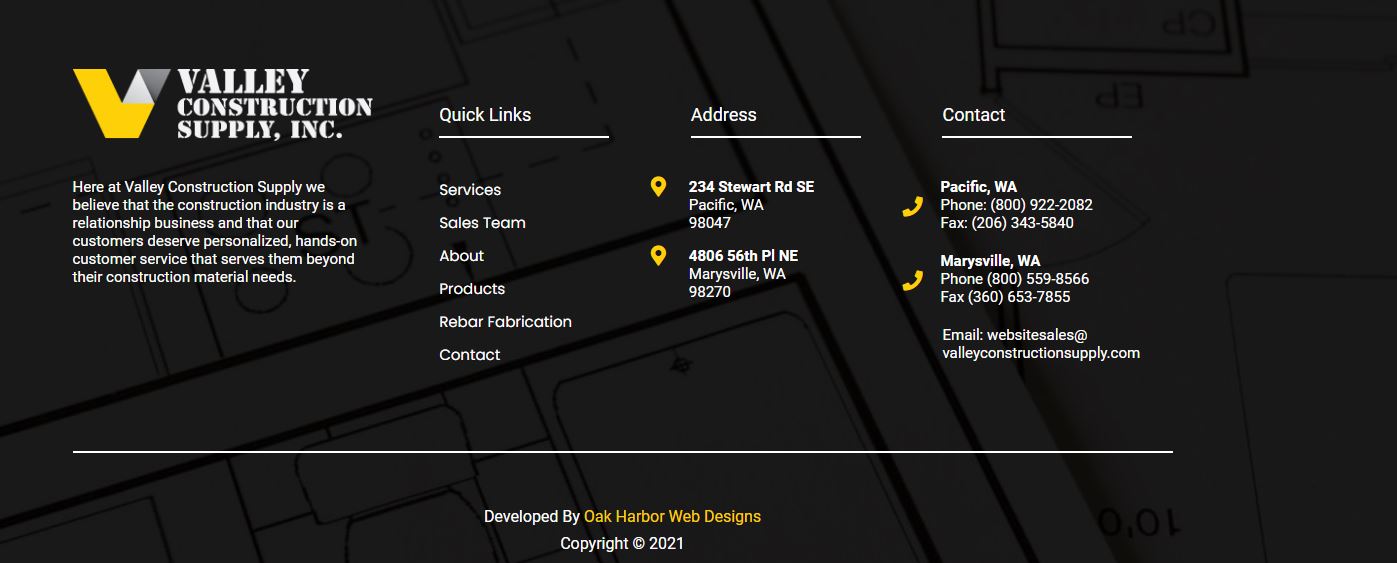 VALLEY
CONSTRUCTION
SUPPLY, INC.
Here at Valley Construction Supply we
believe that the construction industry is a
relationship business and that our
customers deserve personalized, hands-on
customer service that serves them beyond
their construction material needs.
Quick Links
Services
Sales Team
About
Products
Rebar Fabrication
Contact
Address
234 Stewart Rd SE
Pacific, WA
98047
4806 56th Pl NE
Marysville, WA
98270
Contact
Pacific, WA
Phone: (800) 922-2082
Fax: (206) 343-5840
Marysville, WA
Phone (800) 559-8566
Fax (360) 653-7855
Email: websitesales@
valleyconstructionsupply.com
CP
EP
10'0
Developed By Oak Harbor Web Designs
Copyright © 2021